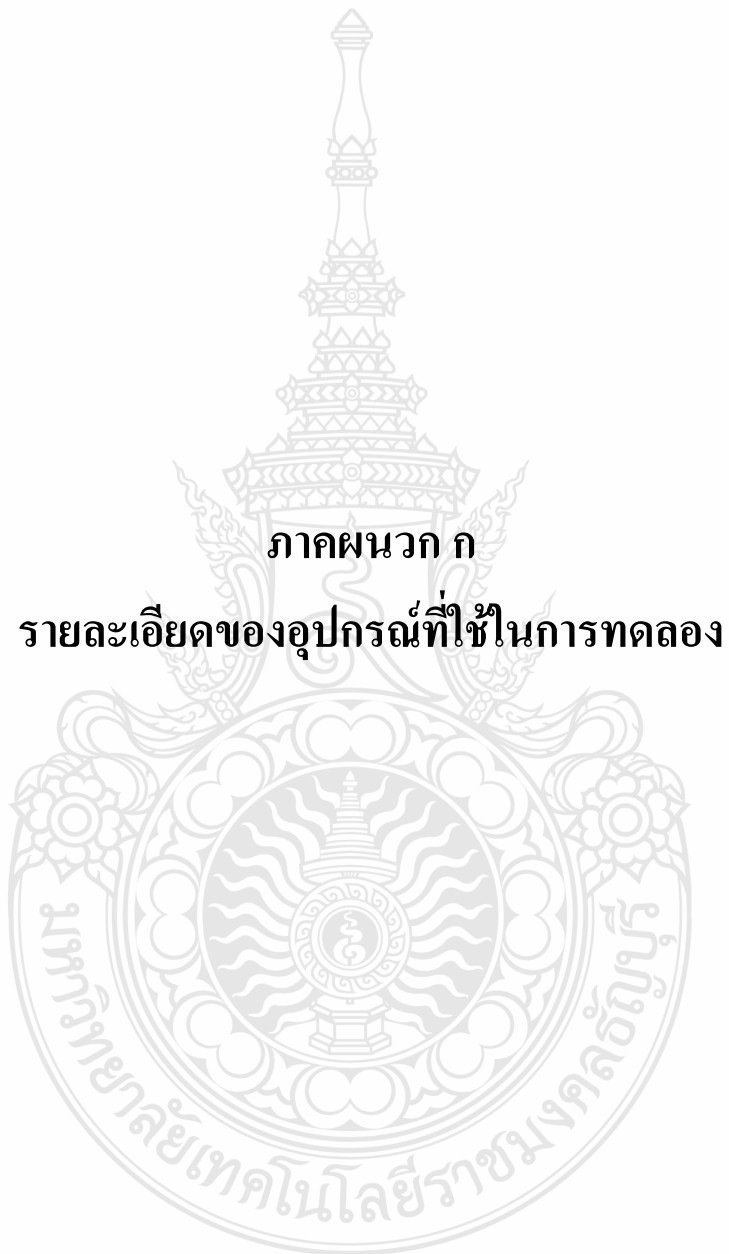 ภาคผนวก ก
รายละเอียดของอุปกรณ์ที่ใช้ในการทดลอง
มหาวิทยาลัยเทคโนโลยีราชมงคลธัญบุรี